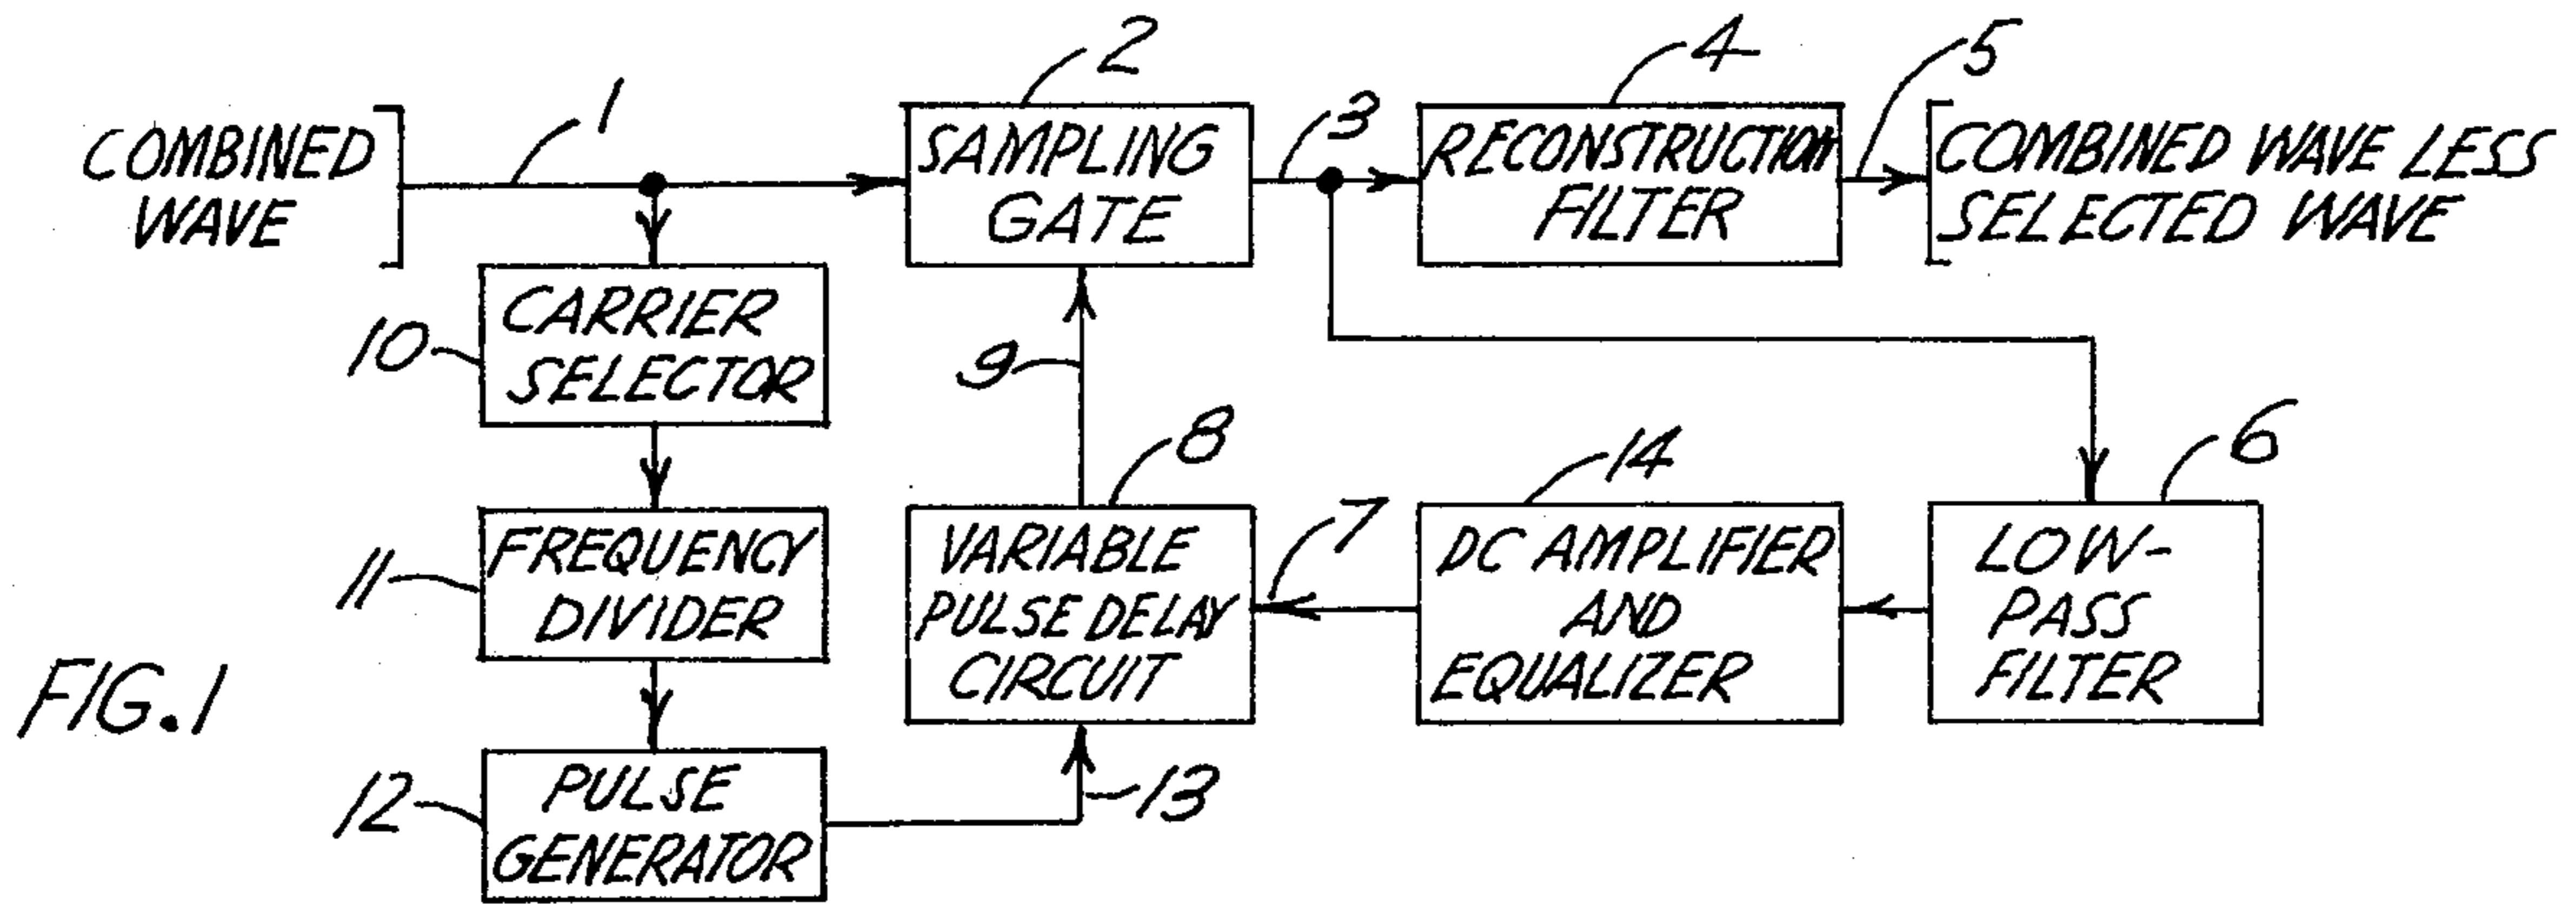 1
2
3
4
5
COMBINED
WAVE
SAMPLING
GATE
RECONSTRUCTION
FILTER
COMBINED WAVE LESS
SELECTED WAVE
10
CARRIER
SELECTOR
9
8
14
6
11
FREQUENCY
DIVIDER
VARIABLE
PULSE DELAY
CIRCUIT
7
DC AMPLIFIER
AND
EQUALIZER
LOW-
PASS
FILTER
FIG.1
12
PULSE
GENERATOR
13